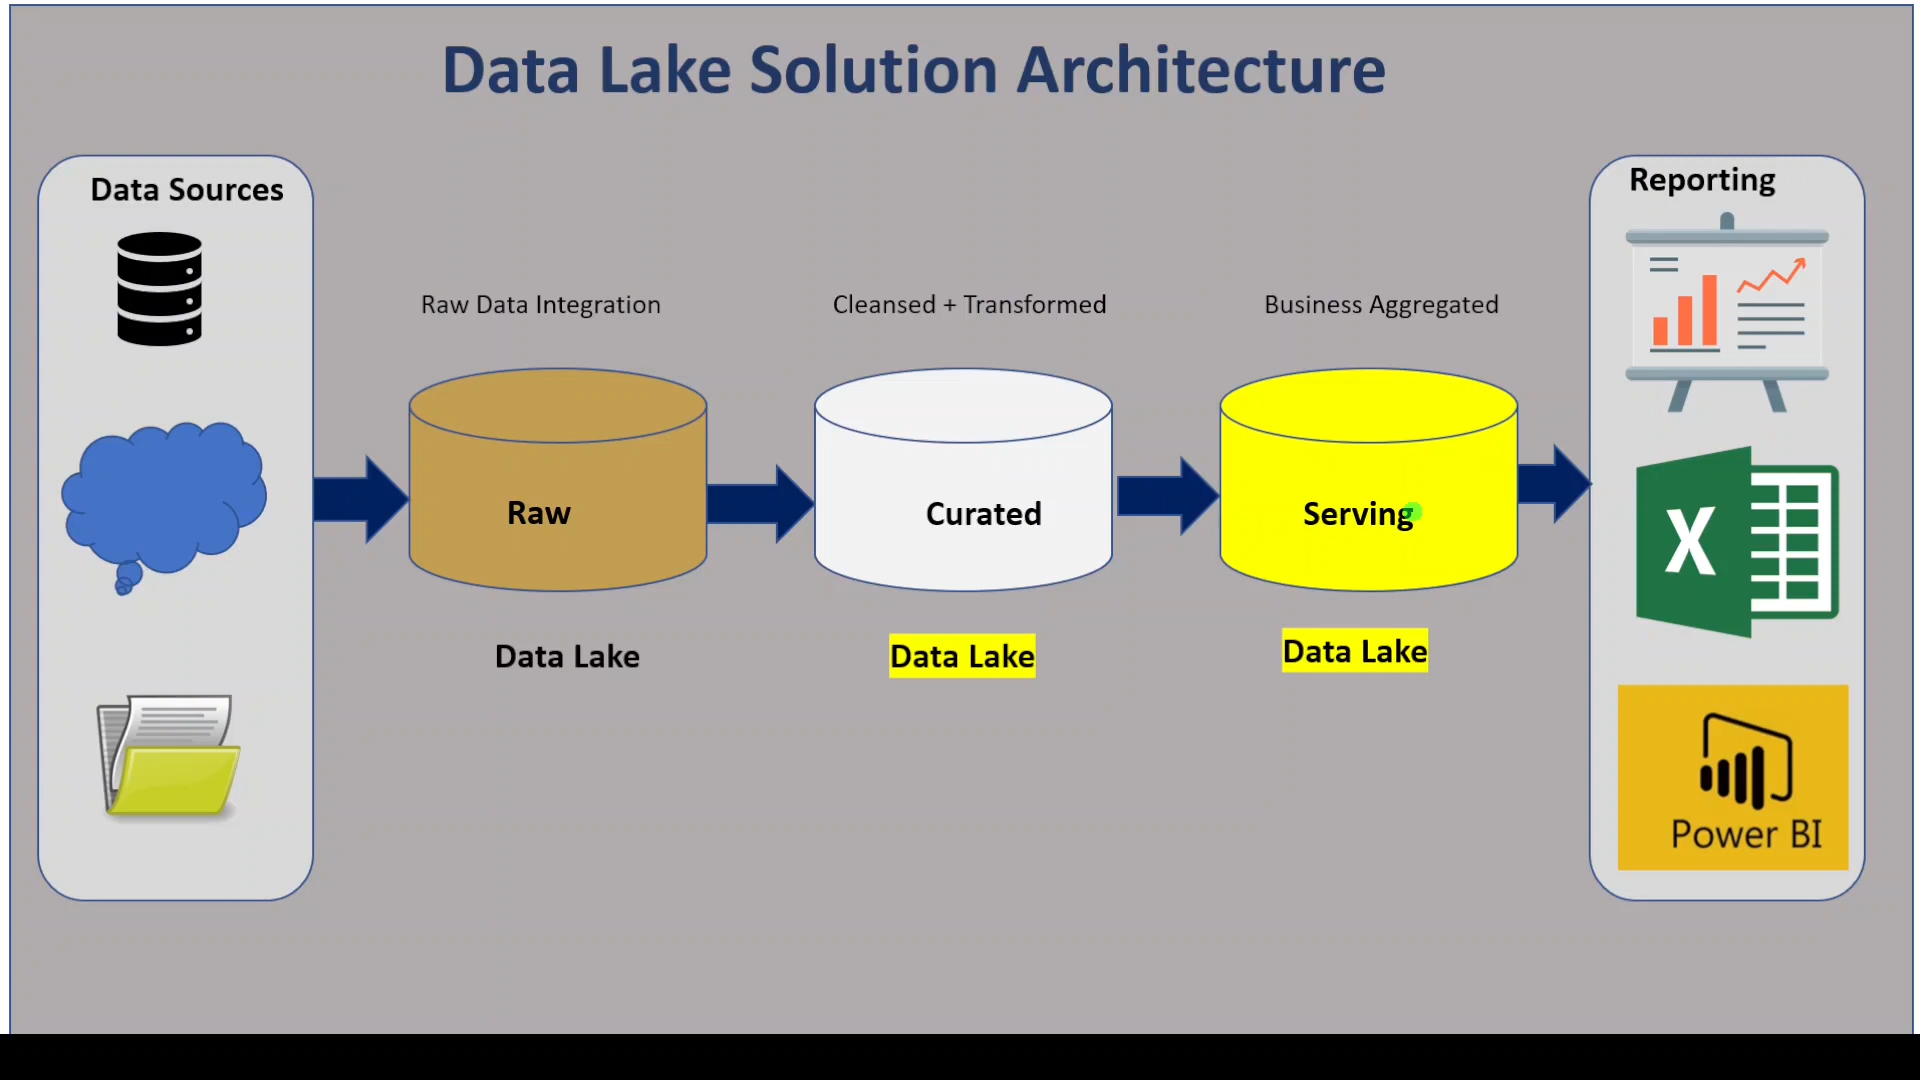 Data Lake Solution Architecture
Data Sources
Reporting
Raw Data Integration
Cleansed + Transformed
Business Aggregated
Raw
Curated
Serving
X
Data Lake
Data Lake
Data Lake
Power BI